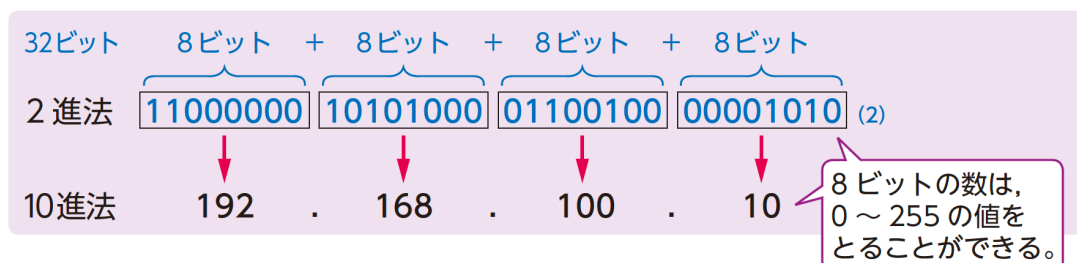 32ビット 8ビット + 8ビット + 8ビット + 8ビット
2進法 11000000 10101000 01100100 00001010 (2)
10進法 192 . 168 . 100 . 10
8ビットの数は,
0 ～ 255 の値を
とることができる。